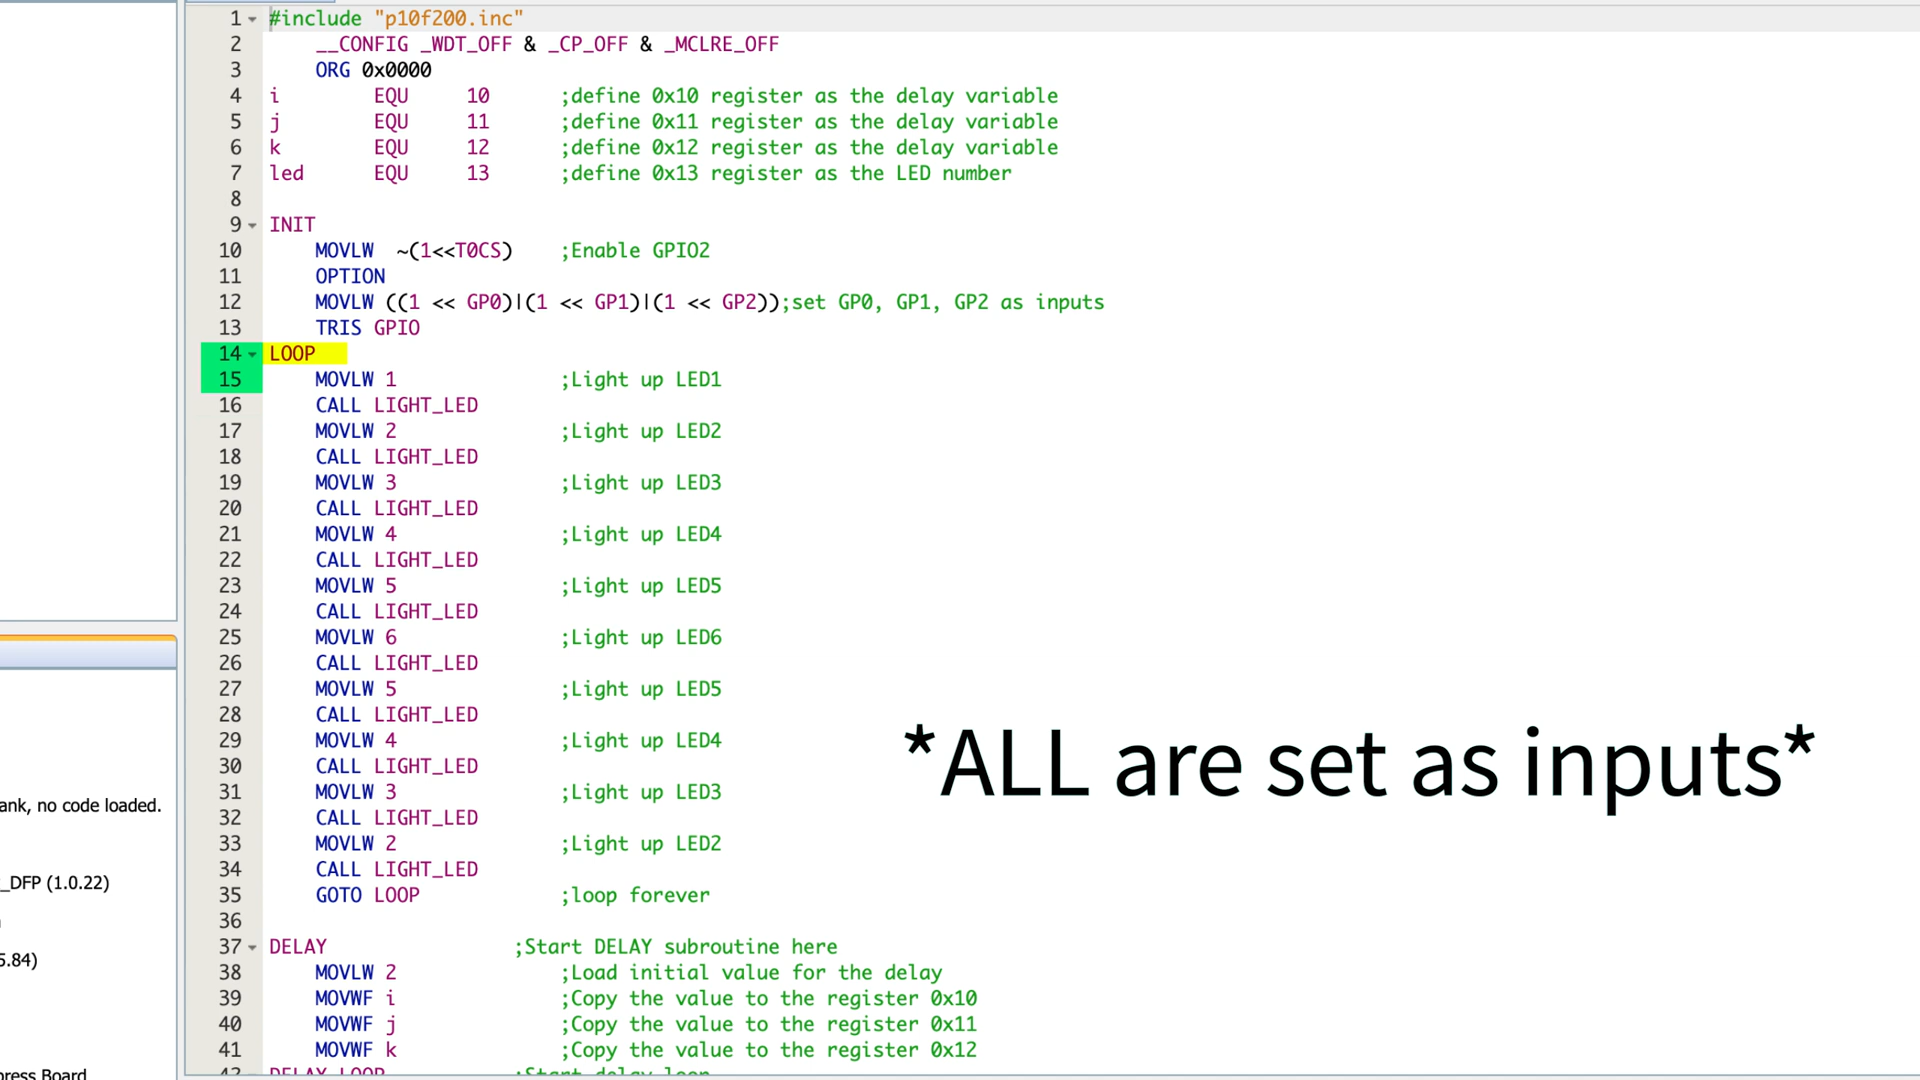 1 #include "p10f200.inc"
2 __CONFIG _WDT_OFF & _CP_OFF & _MCLRE_OFF
3 ORG 0x0000
4 i EQU 10 ;define 0x10 register as the delay variable
5 j EQU 11 ;define 0x11 register as the delay variable
6 k EQU 12 ;define 0x12 register as the delay variable
7 led EQU 13 ;define 0x13 register as the LED number
8
9 INIT
10 MOVLW ~(1<<T0CS) ;Enable GPIO2
11 OPTION
12 MOVLW ((1 << GP0)|(1 << GP1)|(1 << GP2));set GP0, GP1, GP2 as inputs
13 TRIS GPIO
14 LOOP
15 MOVLW 1 ;Light up LED1
16 CALL LIGHT_LED
17 MOVLW 2 ;Light up LED2
18 CALL LIGHT_LED
19 MOVLW 3 ;Light up LED3
20 CALL LIGHT_LED
21 MOVLW 4 ;Light up LED4
22 CALL LIGHT_LED
23 MOVLW 5 ;Light up LED5
24 CALL LIGHT_LED
25 MOVLW 6 ;Light up LED6
26 CALL LIGHT_LED
27 MOVLW 5 ;Light up LED5
28 CALL LIGHT_LED
29 MOVLW 4 ;Light up LED4
30 CALL LIGHT_LED
31 MOVLW 3 ;Light up LED3
32 CALL LIGHT_LED
33 MOVLW 2 ;Light up LED2
34 CALL LIGHT_LED
35 GOTO LOOP ;loop forever
36
37 DELAY ;Start DELAY subroutine here
38 MOVLW 2 ;Load initial value for the delay
39 MOVWF i ;Copy the value to the register 0x10
40 MOVWF j ;Copy the value to the register 0x11
41 MOVWF k ;Copy the value to the register 0x12
42 DELAY_LOOP ;Start delay loop
*ALL are set as inputs*
ank, no code loaded.
_DFP (1.0.22)
5.84)
press Board